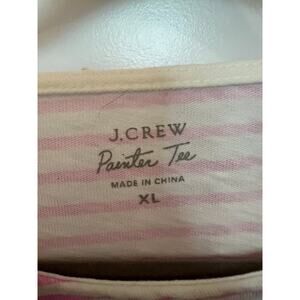 J.CREW
Painter Tee
MADE IN CHINA
XL